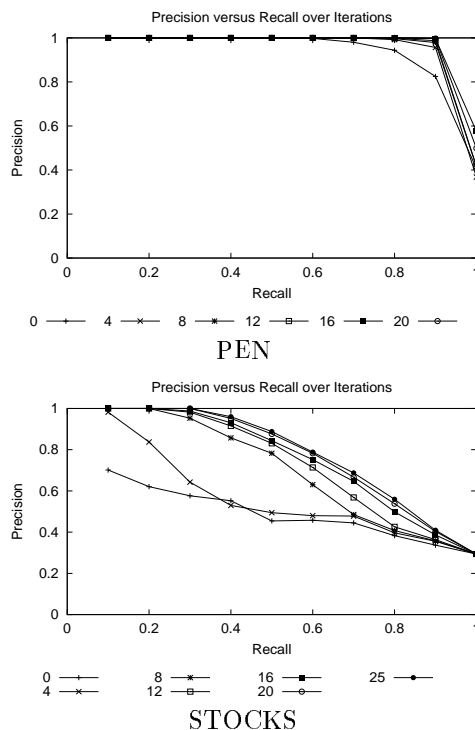 Precision versus Recall over Iterations
1
0.8
0.6
0.4
0.2
0
Precision
0 0.2 0.4 0.6 0.8 1
Recall
0 4 8 12 16 20
PEN
Precision versus Recall over Iterations
1
0.8
0.6
0.4
0.2
0
Precision
0 0.2 0.4 0.6 0.8 1
Recall
0 8 16 25
4 12 20
STOCKS